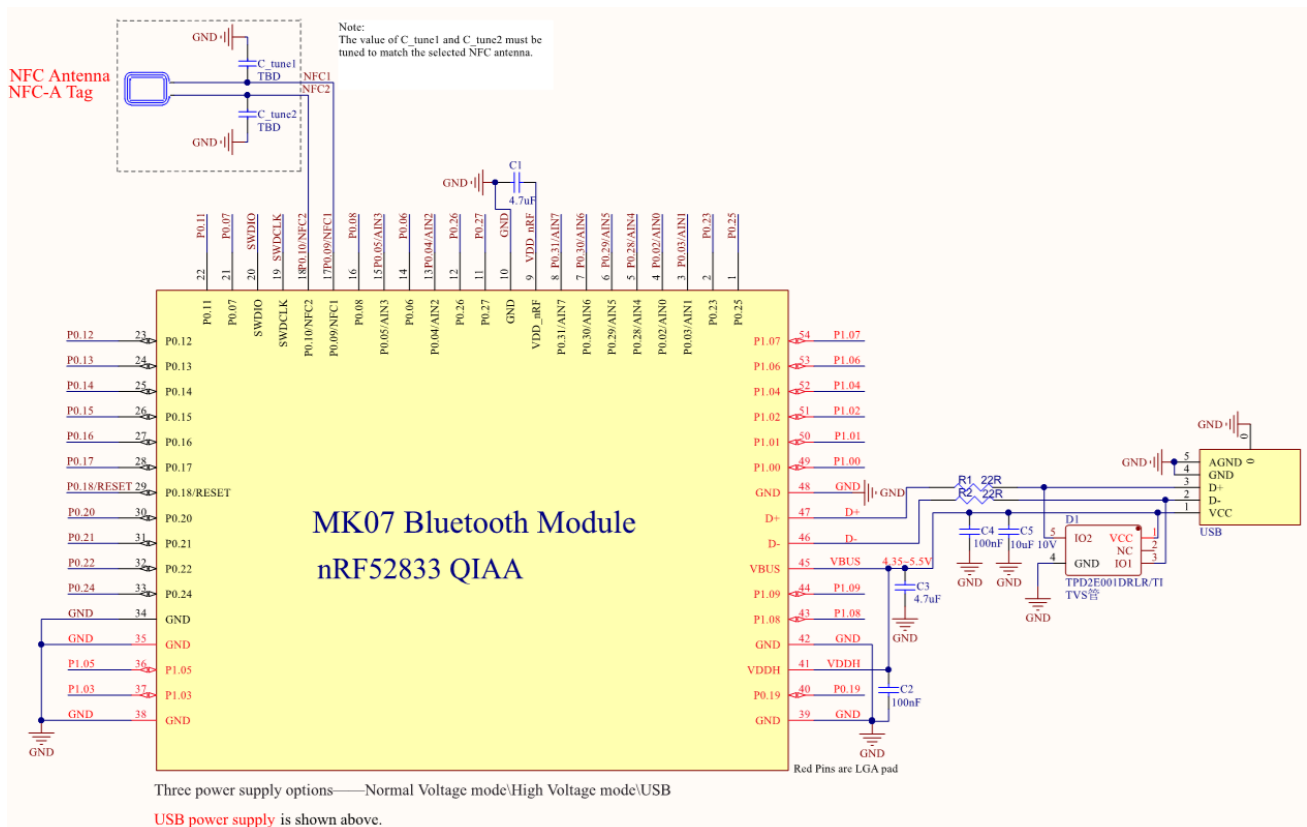 Note:
The value of C_tune1 and C_tune2 must be
tuned to match the selected NFC antenna.
GND
C_tune1
TBD
NFC Antenna
NFC-A Tag
NFC1
NFC2
C_tune2
TBD
GND
C1
GND
4.7uF
P0.11
P0.07
SWDIO
SWDCLK
P0.10/NFC2
P0.09/NFC1
P0.08
P0.05/AIN3
P0.06
P0.04/AIN2
P0.26
P0.27
GND
VDD_nRF
P0.31/AIN7
P0.30/AIN6
P0.29/AIN5
P0.28/AIN4
P0.02/AIN0
P0.03/AIN1
P0.23
P0.25
22
21
20
19
18
17
16
15
14
13
12
11
10
9
8
7
6
5
4
3
2
1
P0.11
P0.07
SWDIO
SWDCLK
P0.10/NFC2
P0.09/NFC1
P0.08
P0.05/AIN3
P0.06
P0.04/AIN2
P0.26
P0.27
GND
VDD_nRF
P0.31/AIN7
P0.30/AIN6
P0.29/AIN5
P0.28/AIN4
P0.02/AIN0
P0.03/AIN1
P0.23
P0.25
P0.12 23 P0.12
P0.13 24 P0.13
P0.14 25 P0.14
P0.15 26 P0.15
P0.16 27 P0.16
P0.17 28 P0.17
P0.18/RESET 29 P0.18/RESET
P0.20 30 P0.20
P0.21 31 P0.21
P0.22 32 P0.22
P0.24 33 P0.24
GND 34 GND
GND 35 GND
P1.05 36 P1.05
P1.03 37 P1.03
GND 38 GND
GND
MK07 Bluetooth Module
nRF52833 QIAA
P1.07 54 P1.07
P1.06 53 P1.06
P1.04 52 P1.04
P1.02 51 P1.02
P1.01 50 P1.01
P1.00 49 P1.00
GND 48 GND GND
D+ 47 D+
D- 46 D-
VBUS 45 VBUS 4.35~5.5V
P1.09 44 P1.09
P1.08 43 P1.08
GND 42 GND
VDDH 41 VDDH
P0.19 40 P0.19
GND 39 GND
C3
4.7uF
GND
C2
100nF
GND
R1 22R
R2 22R
C4
100nF
GND
C5
10uF 10V
GND
D1
5 IO2 VCC 1
NC 2
4 GND IO1 3
TPD2E001DRLR/TI
TVS管
GND
GND
0
GND
5 AGND 0
4 GND
3 D+
2 D-
1 VCC
USB
Red Pins are LGA pad
Three power supply options——Normal Voltage mode\High Voltage mode\USB
USB power supply is shown above.